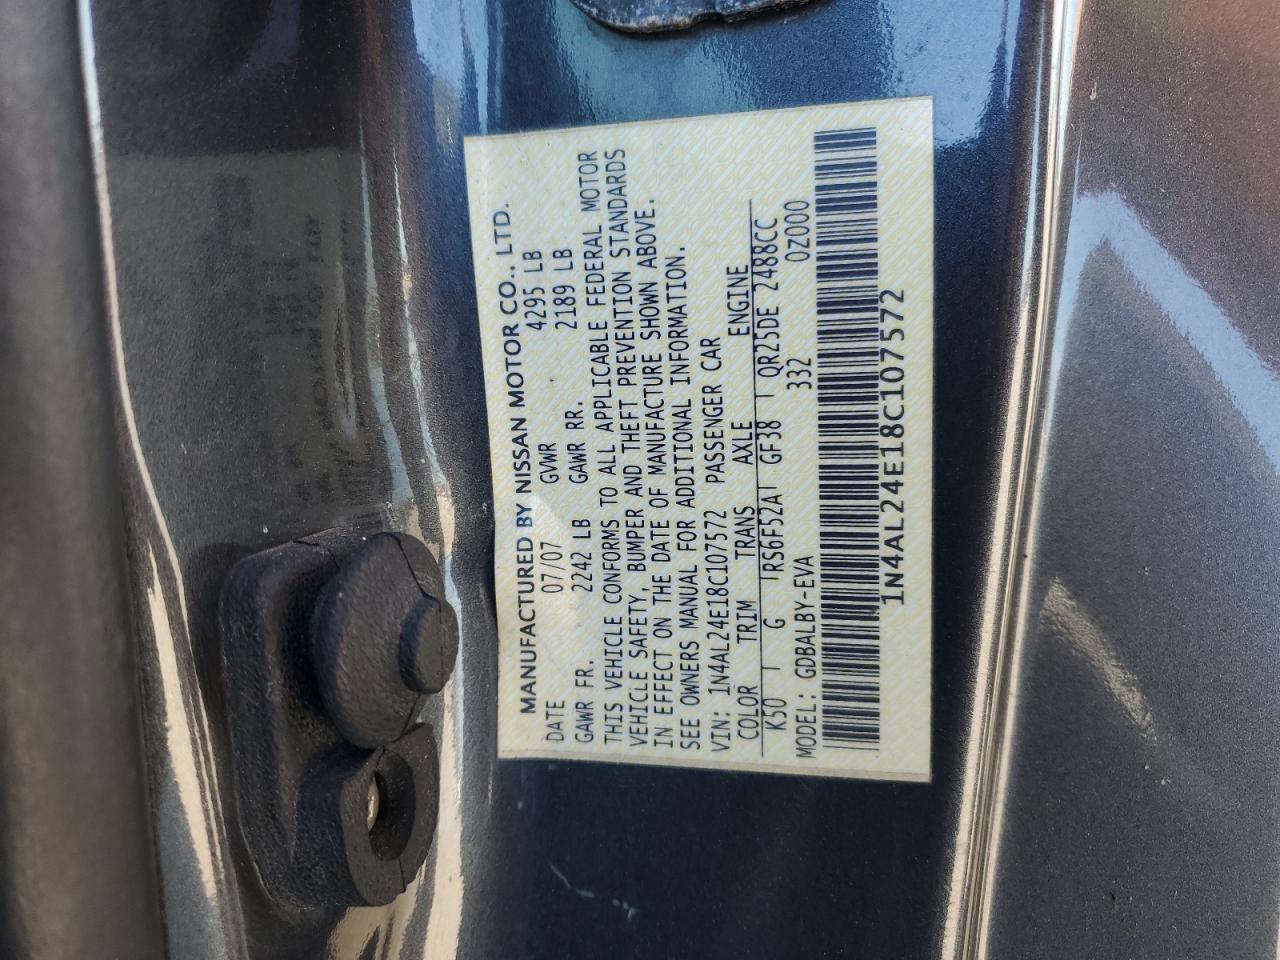 MANUFACTURED BY NISSAN MOTOR CO., LTD.
DATE 07/07 GVWR 4295 LB
GAWR FR. 2242 LB GAWR RR. 2189 LB
THIS VEHICLE CONFORMS TO ALL APPLICABLE FEDERAL MOTOR
VEHICLE SAFETY, BUMPER AND THEFT PREVENTION STANDARDS
IN EFFECT ON THE DATE OF MANUFACTURE SHOWN ABOVE.
SEE OWNERS MANUAL FOR ADDITIONAL INFORMATION.
VIN: 1N4AL24E18C107572 PASSENGER CAR
COLOR TRIM TRANS AXLE ENGINE
K50 G RS6F52A GF38 QR25DE 2488CC
MODEL: GDBALBY-EVA 33Z 0Z000
1N4AL24E18C107572